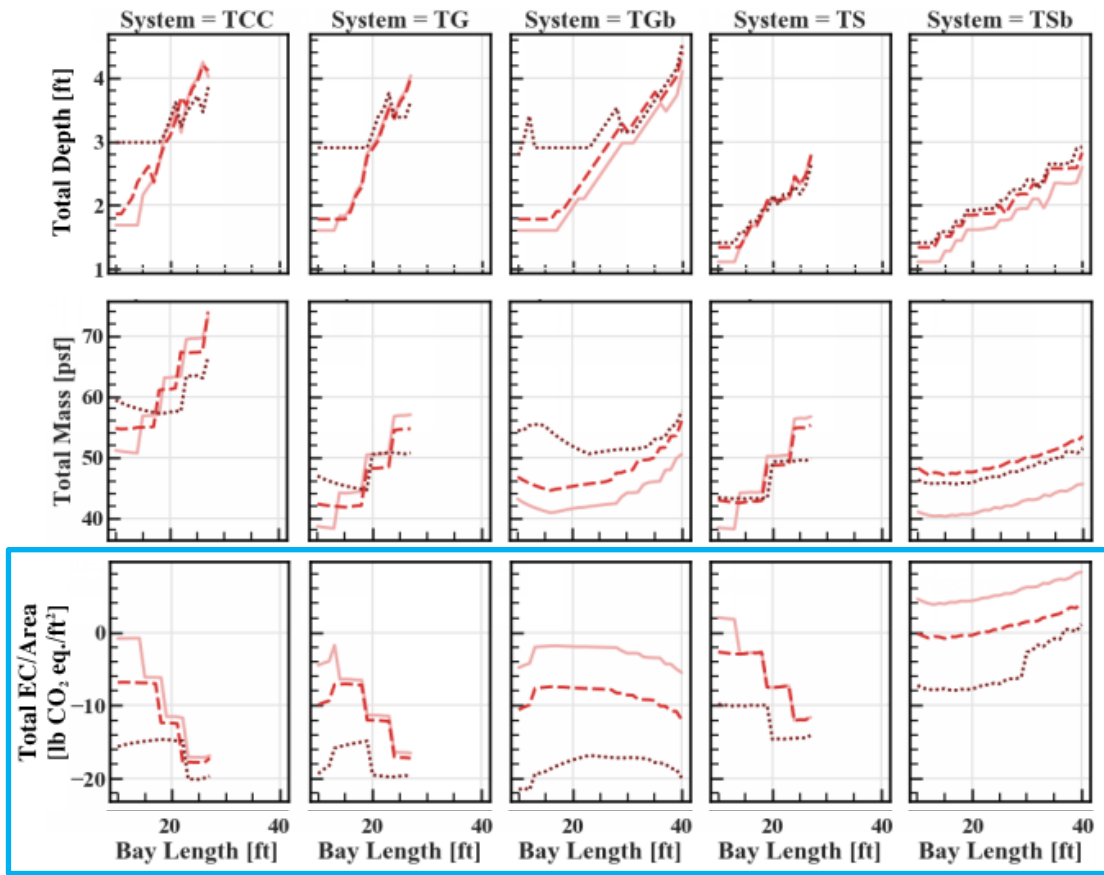 System = TCC System = TG System = TGb System = TS System = TSb
Total Depth [ft]
4
3
2
1
Total Mass [psf]
70
60
50
40
Total EC/Area
[lb CO₂ eq./ft²]
0
−10
−20
20 40 20 40 20 40 20 40 20 40
Bay Length [ft] Bay Length [ft] Bay Length [ft] Bay Length [ft] Bay Length [ft]